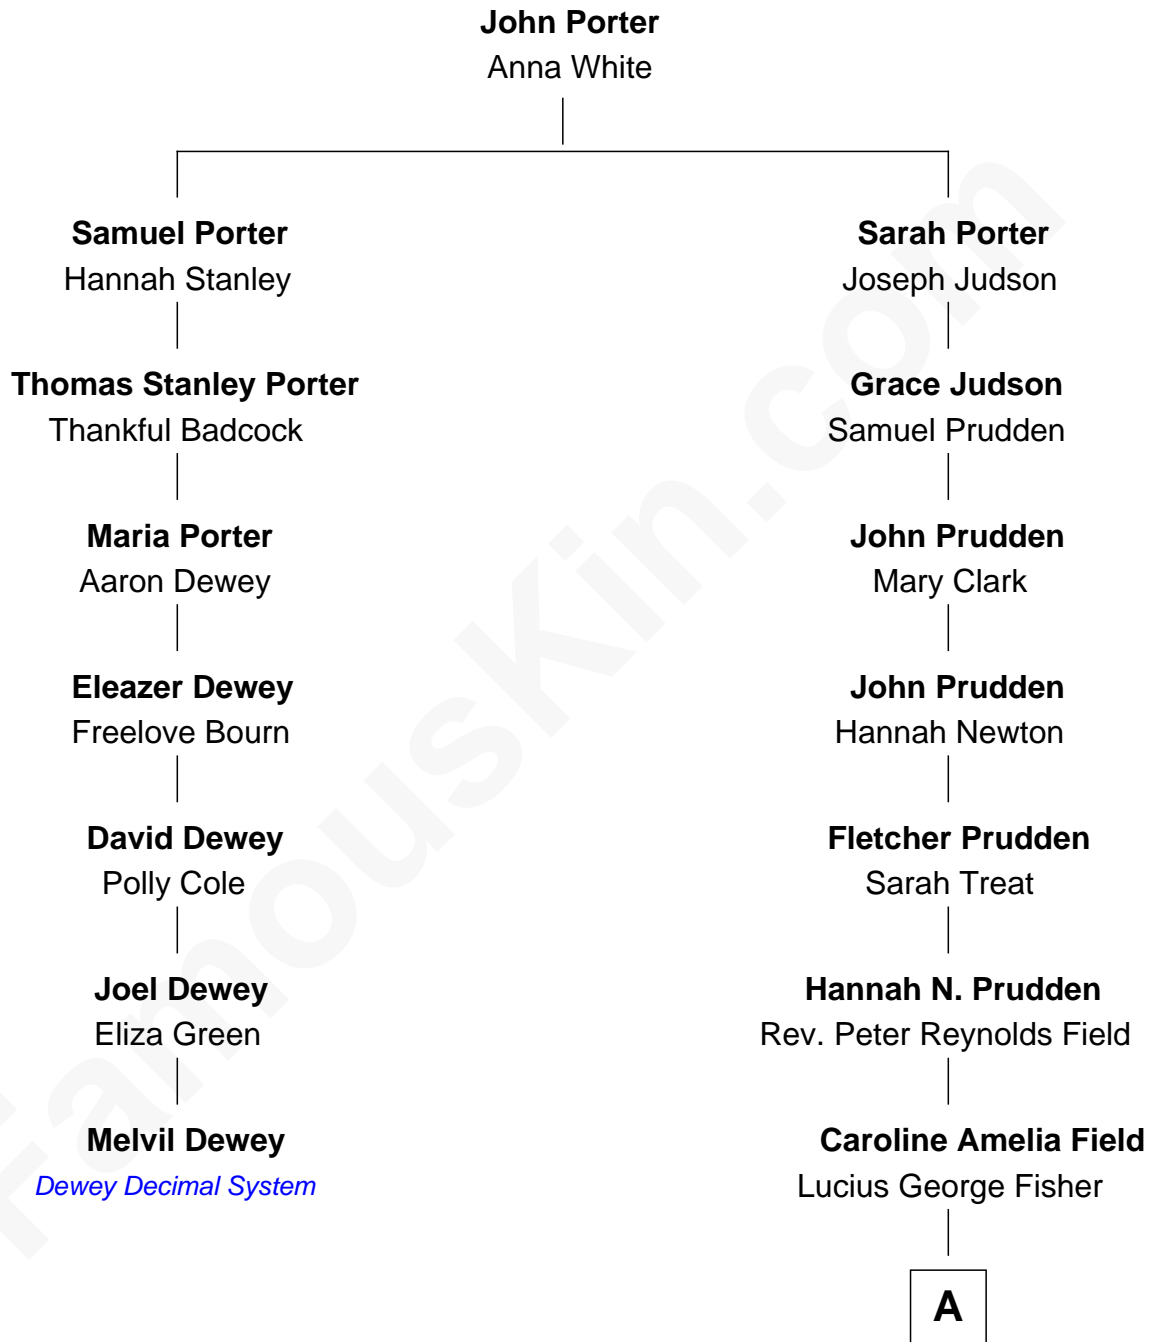 John Porter
Anna White
Samuel Porter
Hannah Stanley
Sarah Porter
Joseph Judson
Thomas Stanley Porter
Thankful Badcock
Grace Judson
Samuel Prudden
Maria Porter
Aaron Dewey
John Prudden
Mary Clark
Eleazer Dewey
Freelove Bourn
John Prudden
Hannah Newton
David Dewey
Polly Cole
Fletcher Prudden
Sarah Treat
Joel Dewey
Eliza Green
Hannah N. Prudden
Rev. Peter Reynolds Field
Melvil Dewey
Dewey Decimal System
Caroline Amelia Field
Lucius George Fisher
A
FamousKin.com